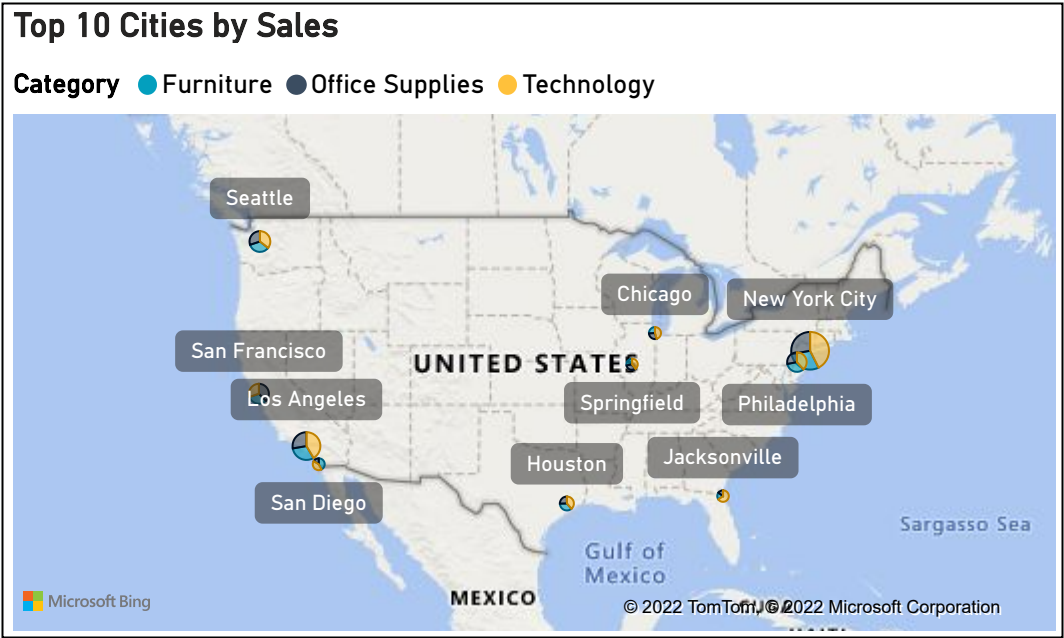 Top 10 Cities by Sales
Category Furniture Office Supplies Technology
Seattle
Chicago
New York City
San Francisco
UNITED STATES
Los Angeles
Springfield
Philadelphia
Houston
Jacksonville
San Diego
Sargasso Sea
Gulf of
Mexico
MEXICO
Microsoft Bing
© 2022 TomTom, © 2022 Microsoft Corporation